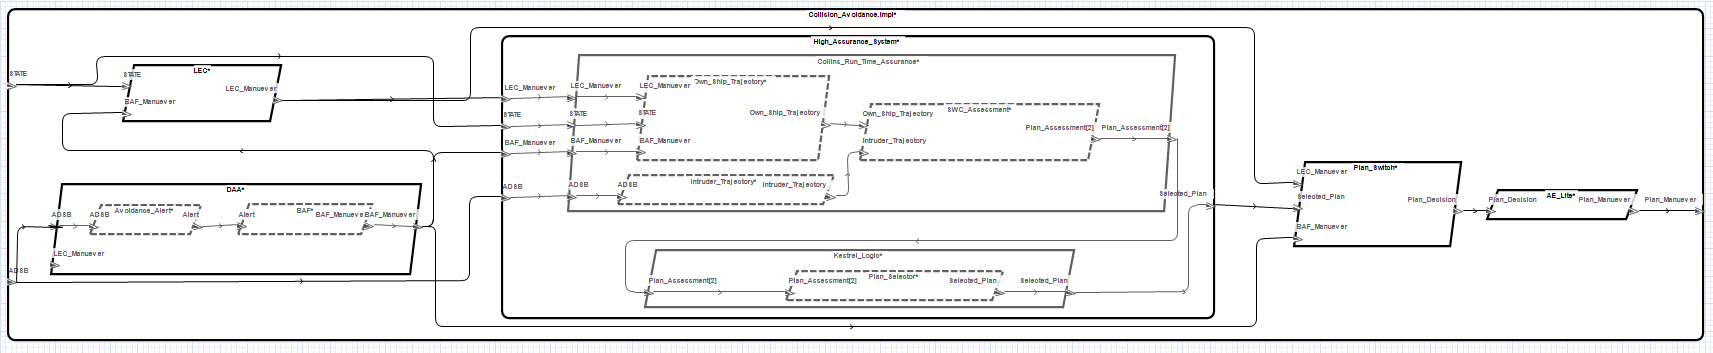 Collision_Avoidance.impl*
High_Assurance_System*
Collins_Run_Time_Assurance*
STATE
LEC*
STATE
LEC_Manuever
BAF_Manuever
LEC_Manuever
STATE
BAF_Manuever
ADSB
LEC_Manuever
STATE
BAF_Manuever
ADSB
Own_Ship_Trajectory*
LEC_Manuever
STATE
BAF_Manuever
Own_Ship_Trajectory
SWC_Assessment*
Own_Ship_Trajectory
Intruder_Trajectory
Plan_Assessment[2]
Plan_Assessment[2]
Intruder_Trajectory*
ADSB
Intruder_Trajectory
Selected_Plan
DAA*
ADSB
Avoidance_Alert*
ADSB
Alert
BAF*
Alert
BAF_Manuever
BAF_Manuever
LEC_Manuever
ADSB
Kestrel_Logic*
Plan_Assessment[2]
Plan_Selector*
Plan_Assessment[2]
Selected_Plan
Selected_Plan
Plan_Switch*
LEC_Manuever
Selected_Plan
BAF_Manuever
Plan_Decision
AE_Lite*
Plan_Decision
Plan_Manuever
Plan_Manuever